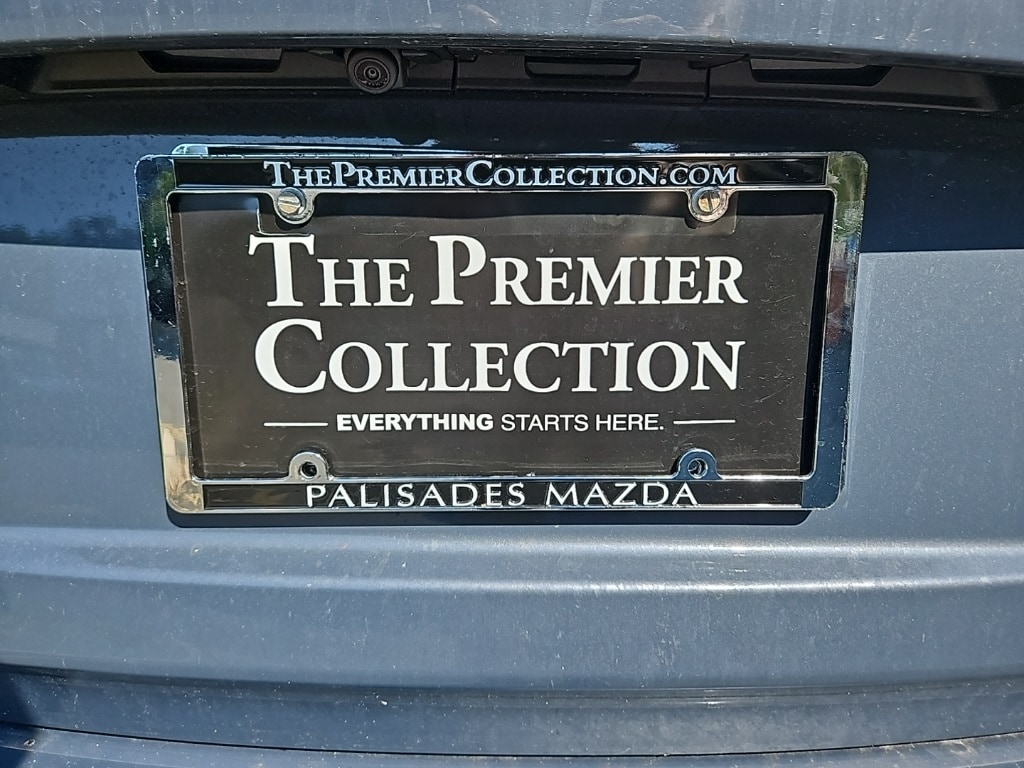 THEPREMIERCOLLECTION.COM
THE PREMIER
COLLECTION
EVERYTHING STARTS HERE.
PALISADES MAZDA